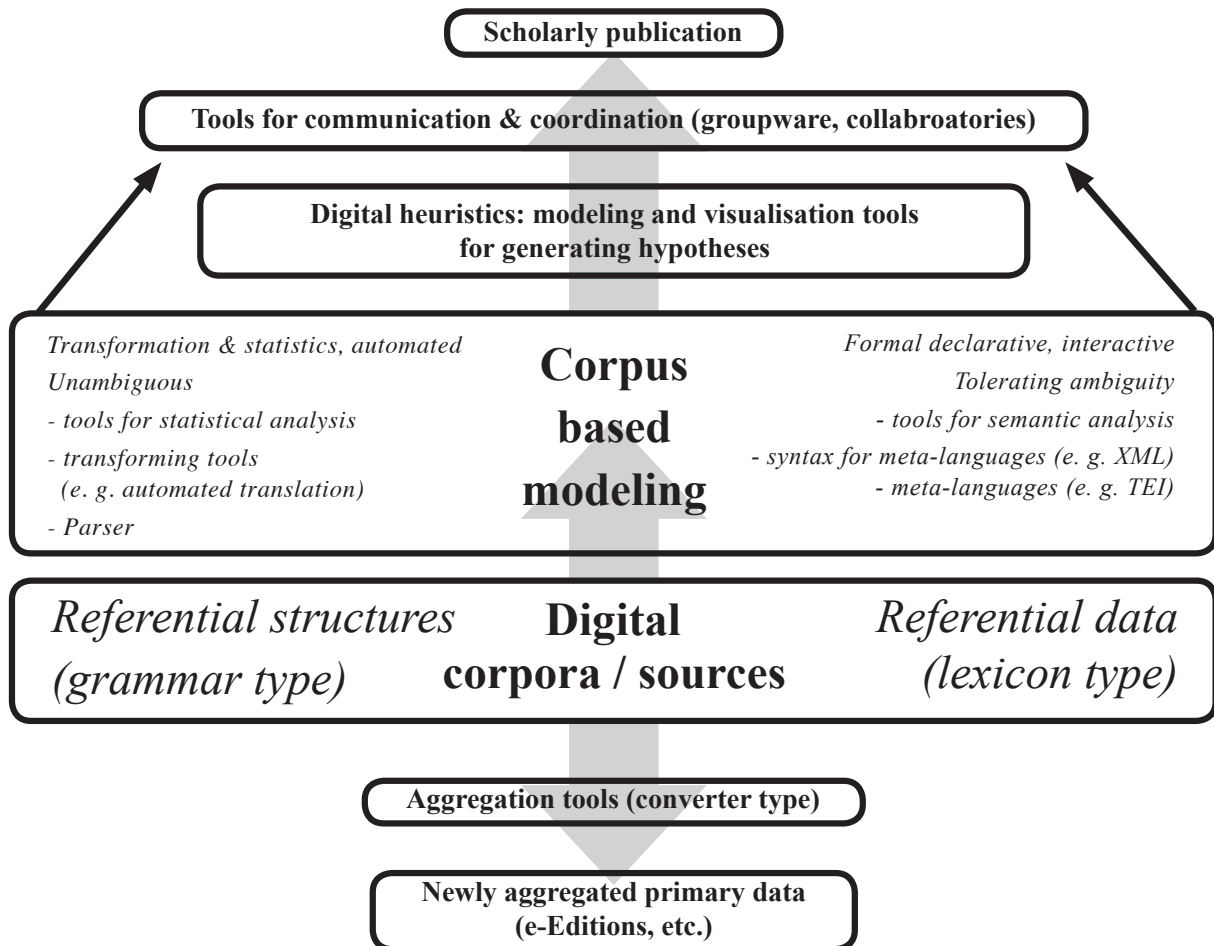 Scholarly publication
Tools for communication & coordination (groupware, collabroatories)
Digital heuristics: modeling and visualisation tools
for generating hypotheses
Transformation & statistics, automated
Unambiguous
- tools for statistical analysis
- transforming tools
(e. g. automated translation)
- Parser
Corpus
based
modeling
Formal declarative, interactive
Tolerating ambiguity
- tools for semantic analysis
- syntax for meta-languages (e. g. XML)
- meta-languages (e. g. TEI)
Referential structures
(grammar type)
Digital
corpora / sources
Referential data
(lexicon type)
Aggregation tools (converter type)
Newly aggregated primary data
(e-Editions, etc.)